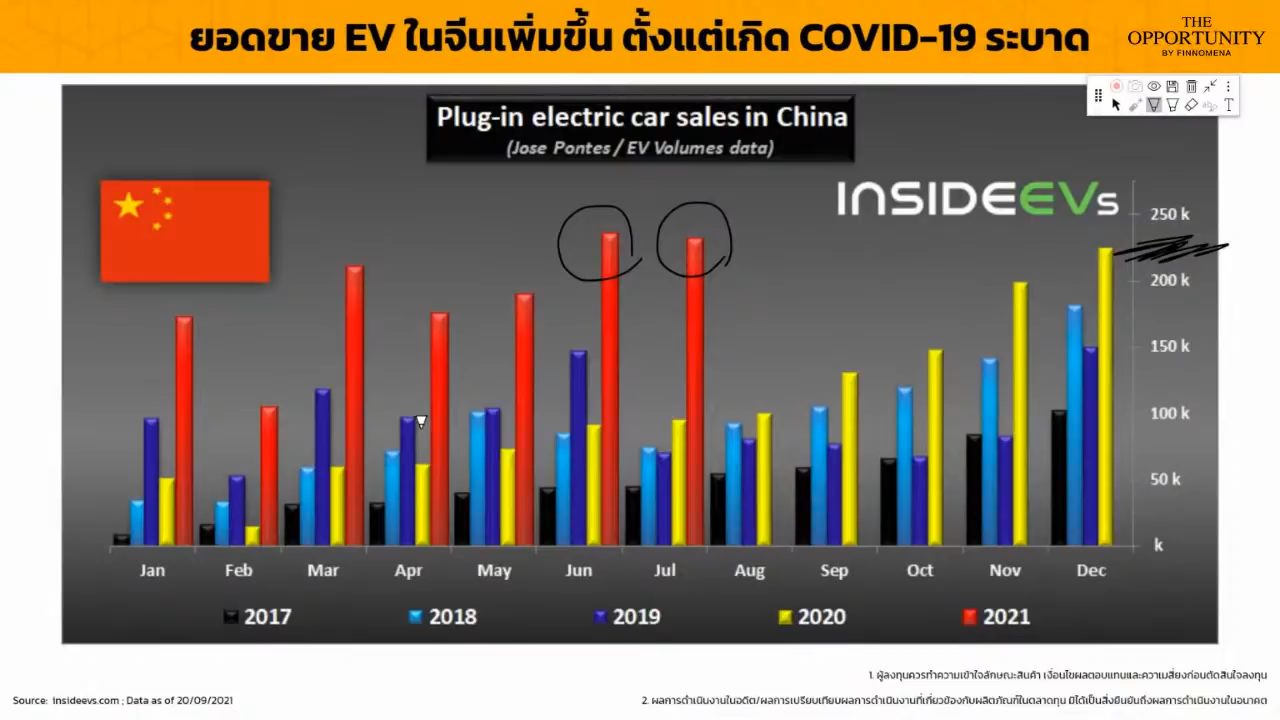 ยอดขาย EV ในจีนเพิ่มขึ้น ตั้งแต่เกิด COVID-19 ระบาด
THE
OPPORTUNITY
BY FINNOMENA
Plug-in electric car sales in China
(Jose Pontes / EV Volumes data)
INSIDEEVs
250 k
200 k
150 k
100 k
50 k
k
Jan Feb Mar Apr May Jun Jul Aug Sep Oct Nov Dec
2017 2018 2019 2020 2021
1. ผู้ลงทุนควรทำความเข้าใจลักษณะสินค้า เงื่อนไขผลตอบแทนและความเสี่ยงก่อนตัดสินใจลงทุน
Source: insideevs.com ; Data as of 20/09/2021
2. ผลการดำเนินงานในอดีต/ผลการเปรียบเทียบผลการดำเนินงานที่เกี่ยวข้องกับผลิตภัณฑ์ในตลาดทุน มิได้เป็นสิ่งยืนยันถึงผลการดำเนินงานในอนาคต